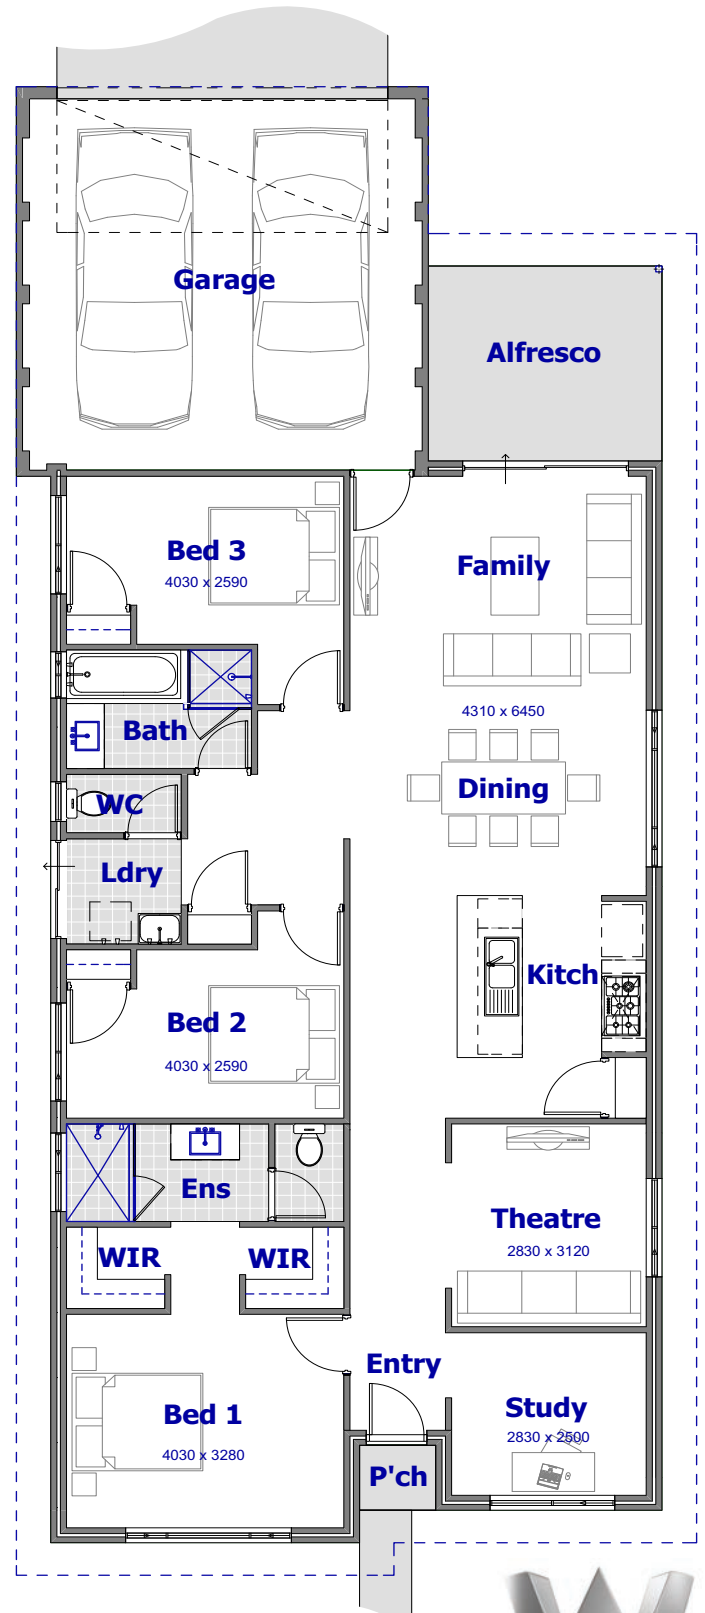 Garage
Alfresco
Bed 3
4030 x 2590
Family
4310 x 6450
Bath
Dining
WC
Ldry
Kitch
Bed 2
4030 x 2590
Ens
Theatre
2830 x 3120
WIR
WIR
Entry
Bed 1
4030 x 3280
Study
2830 x 2500
P'ch
W